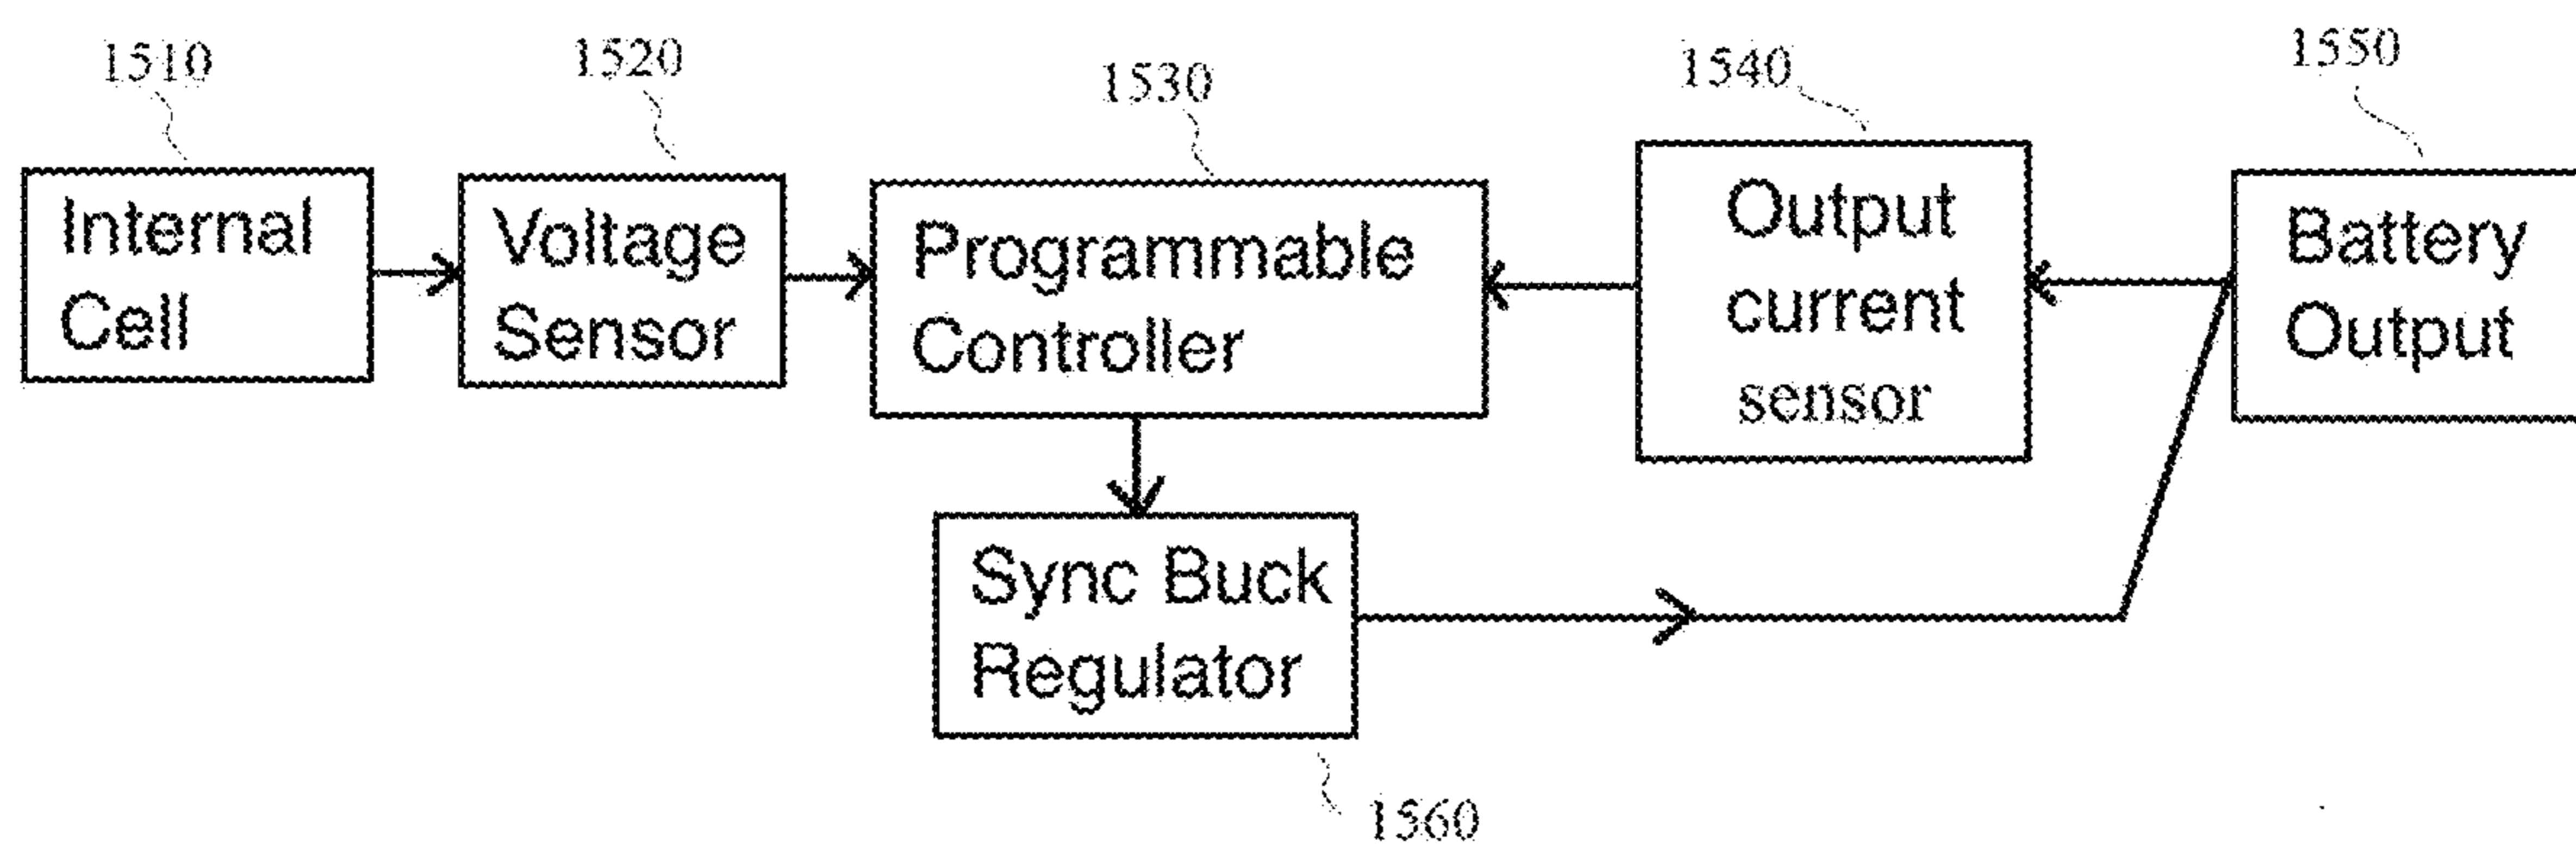 1510
1520
1530
1540
1550
Internal
Cell
Voltage
Sensor
Programmable
Controller
Output
current
sensor
Battery
Output
Sync Buck
Regulator
1560